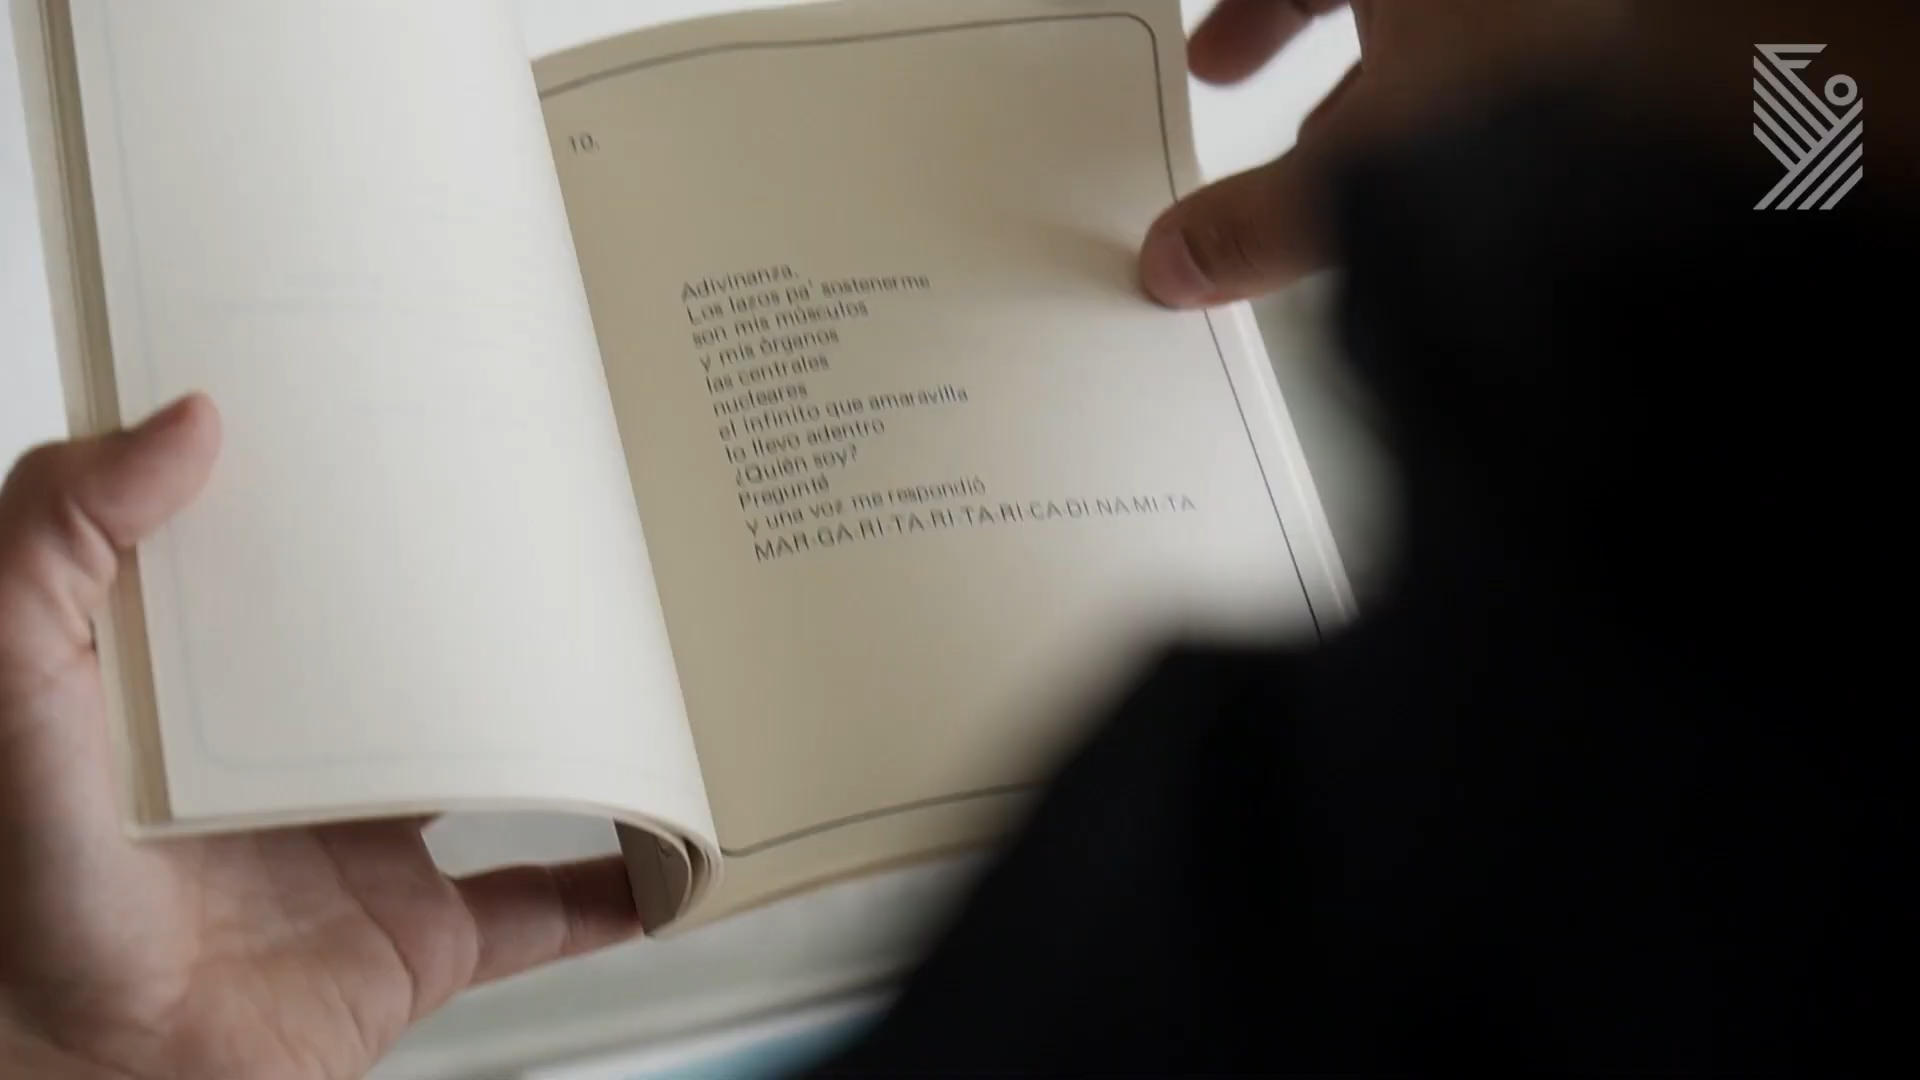 10.
Adivinanza.
Los lazos pa' sostenerme
son mis músculos
y mis órganos
las centrales
nucleares
el infinito que amaravilla
lo llevo adentro
¿Quién soy?
Pregunté
y una voz me respondió
MAR-GA-RI-TA-RI-TA-RI-CA-DI-NA-MI-TA